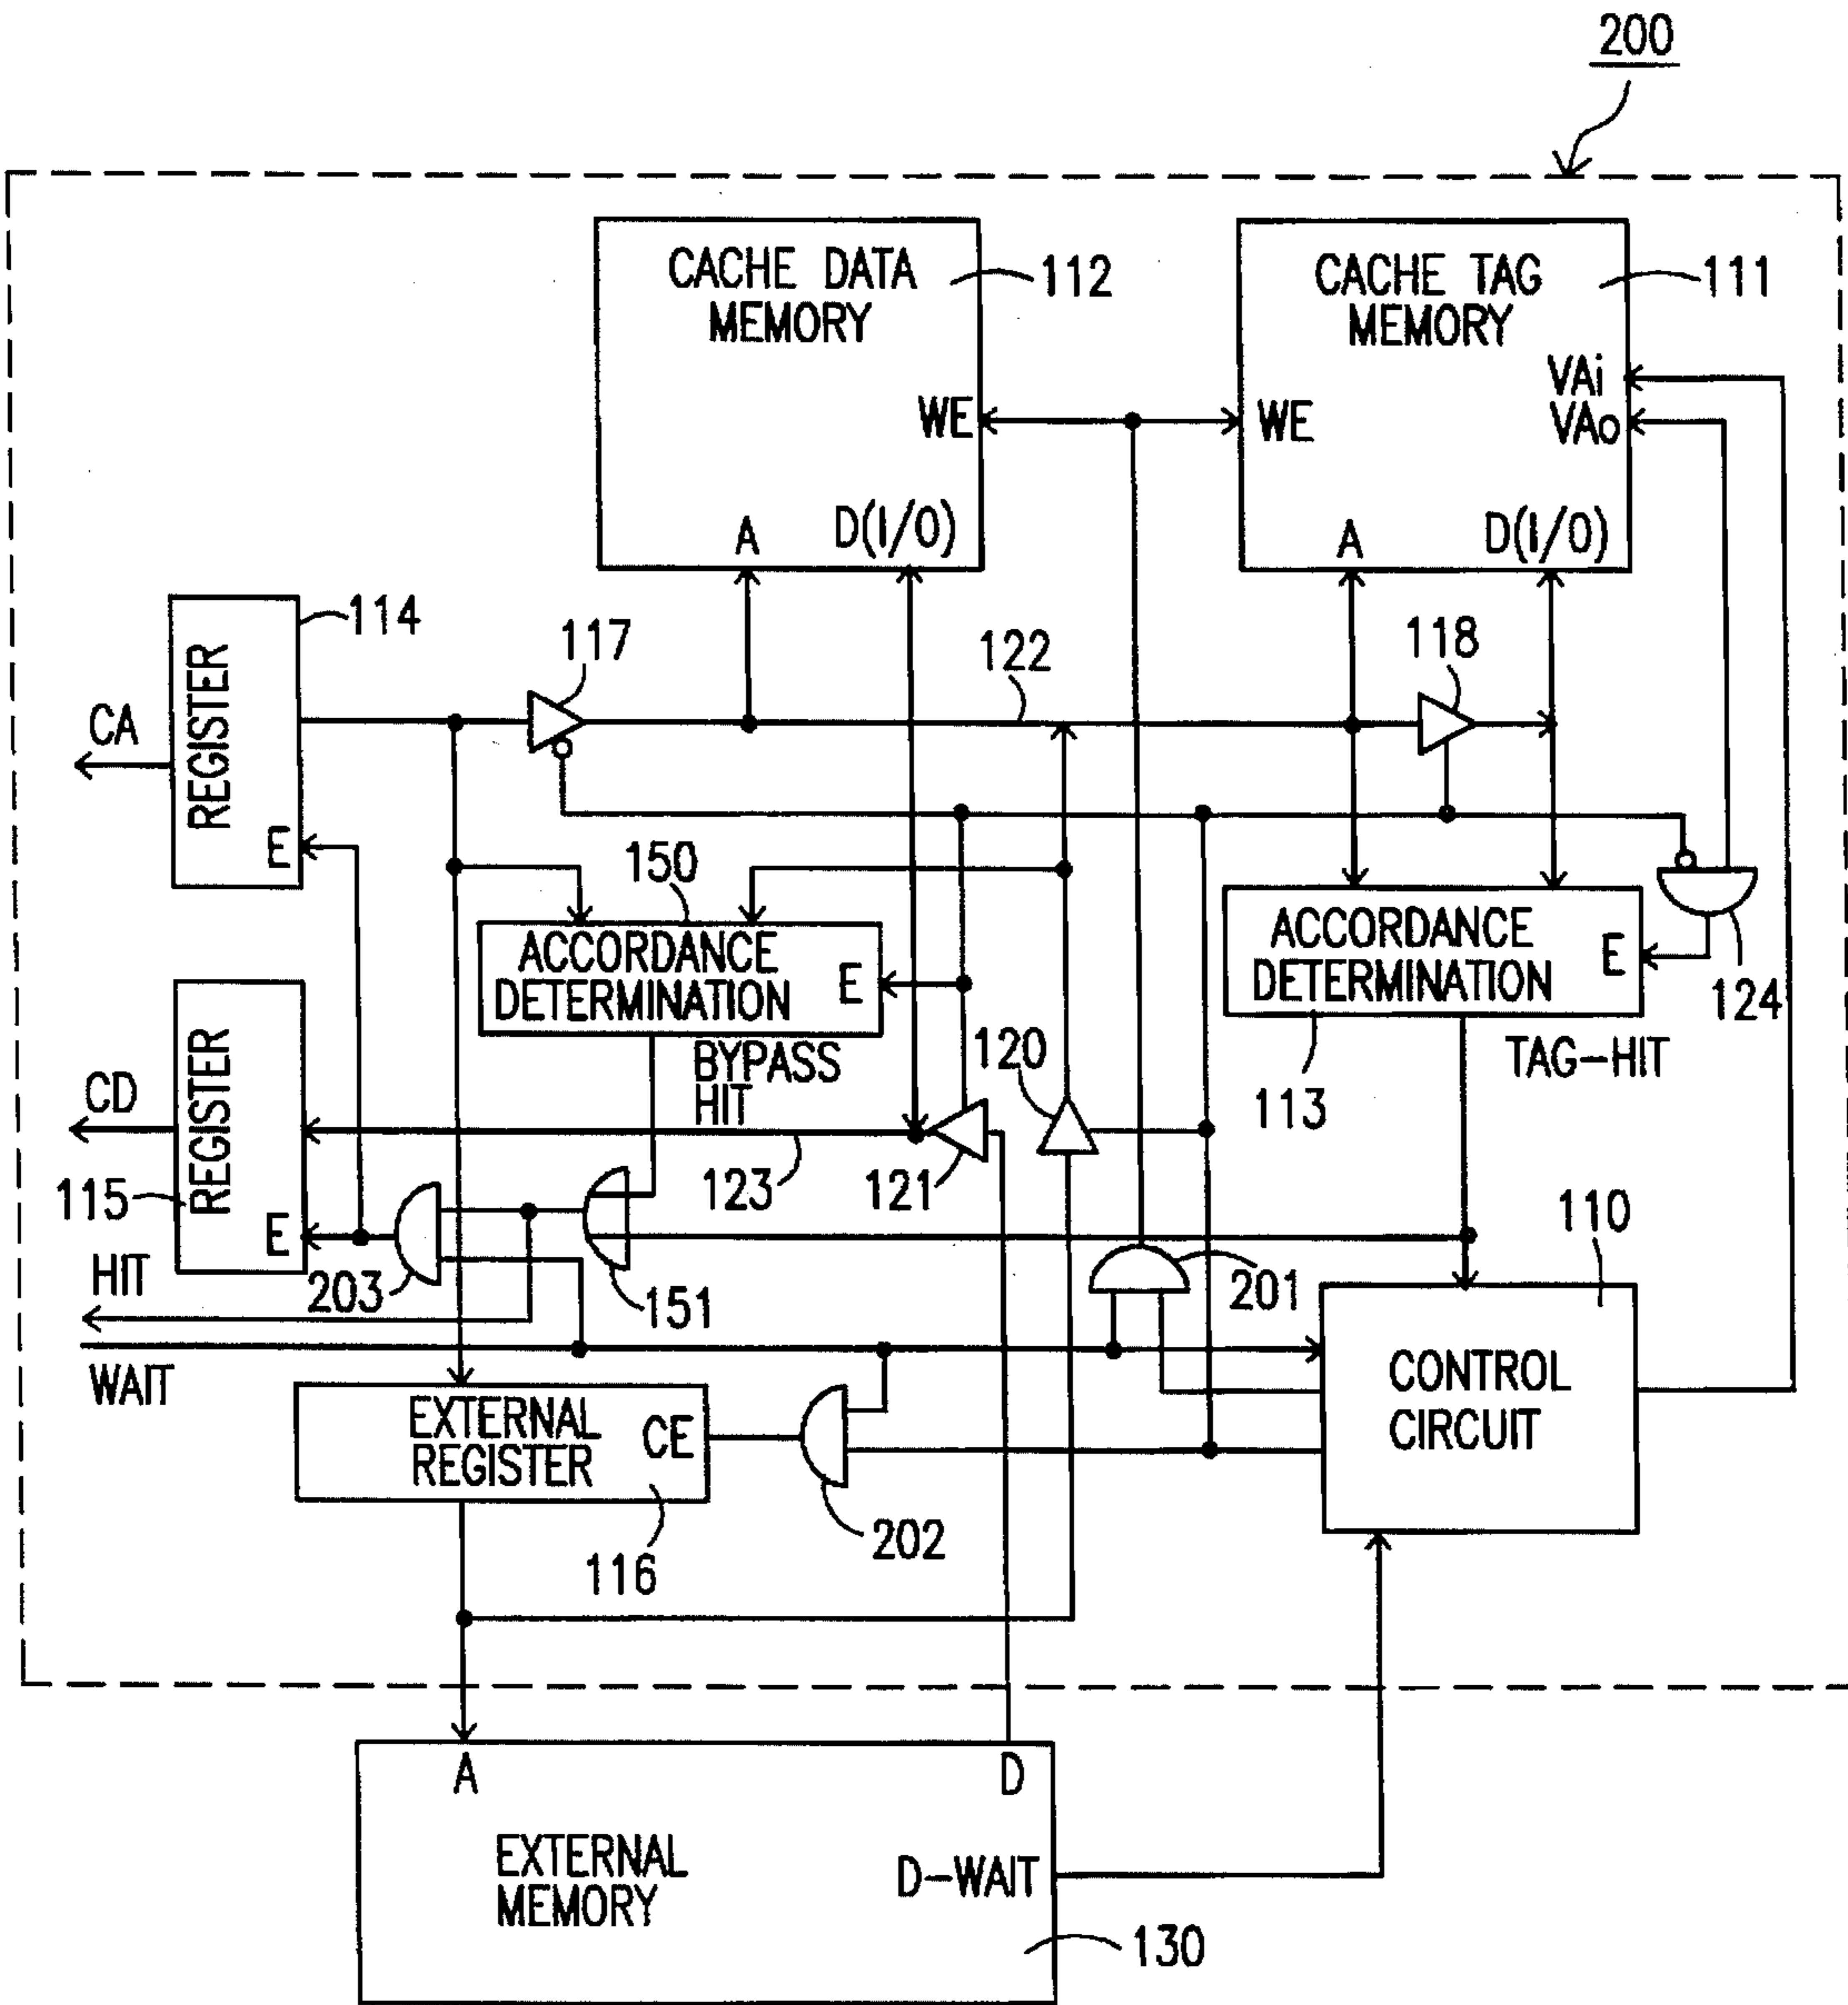 200
CACHE DATA
MEMORY
112
WE
A
D(I/O)
CACHE TAG
MEMORY
111
VAi
VAo
WE
A
D(I/O)
114
REGISTER
E
CA
117
122
118
150
ACCORDANCE
DETERMINATION
E
BYPASS
HIT
ACCORDANCE
DETERMINATION
E
124
113
TAG-HIT
120
CD
REGISTER
115
E
123
121
110
HIT
203
151
201
WAIT
EXTERNAL
REGISTER
CE
116
202
CONTROL
CIRCUIT
A
D
EXTERNAL
MEMORY
D-WAIT
130